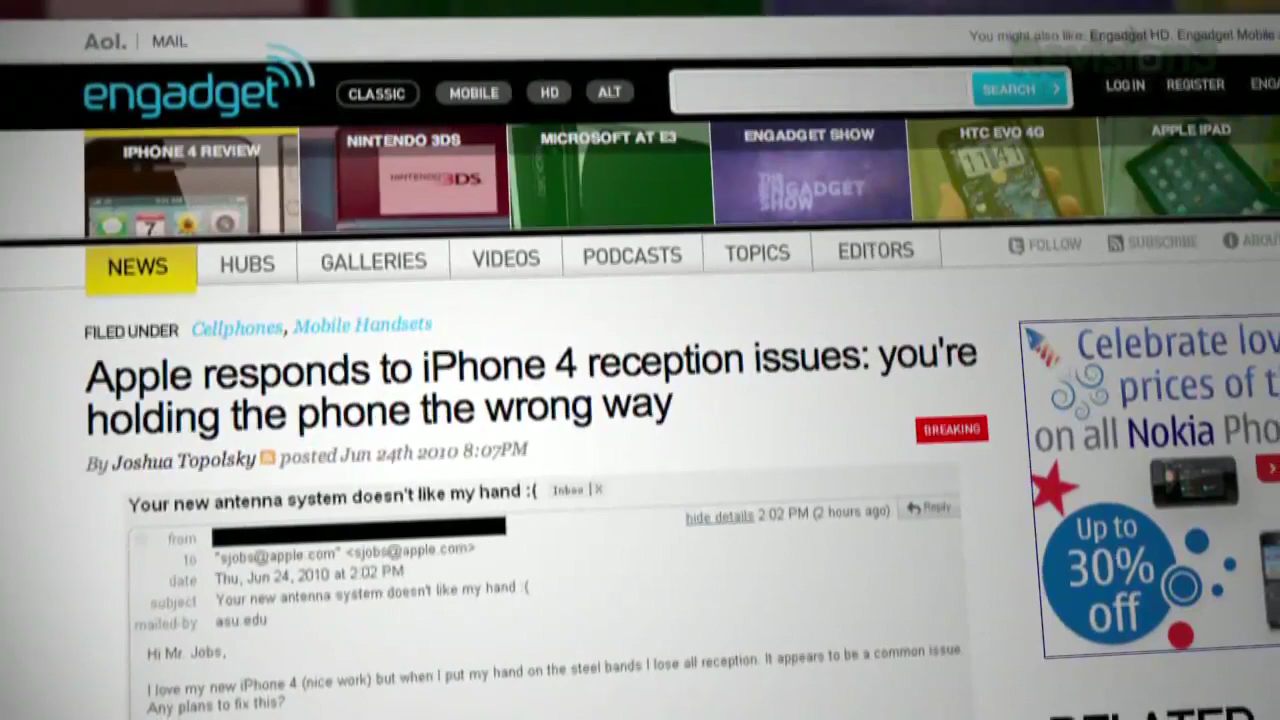 Aol. | MAIL
You might also like: Engadget HD, Engadget Mobile
engadget
CLASSIC
MOBILE
HD
ALT
SEARCH
LOG IN
REGISTER
IPHONE 4 REVIEW
NINTENDO 3DS
MICROSOFT AT E3
ENGADGET SHOW
HTC EVO 4G
APPLE IPAD
NINTENDO3DS
THE ENGADGET SHOW
7
NEWS
HUBS
GALLERIES
VIDEOS
PODCASTS
TOPICS
EDITORS
FOLLOW
SUBSCRIBE
FILED UNDER Cellphones, Mobile Handsets
Apple responds to iPhone 4 reception issues: you're
holding the phone the wrong way
BREAKING
By Joshua Topolsky posted Jun 24th 2010 8:07PM
Your new antenna system doesn't like my hand :( Inbox | X
hide details 2:02 PM (2 hours ago) Reply
from
to "sjobs@apple.com" <sjobs@apple.com>
date Thu, Jun 24, 2010 at 2:02 PM
subject Your new antenna system doesn't like my hand :(
mailed-by asu.edu
Hi Mr. Jobs,
I love my new iPhone 4 (nice work) but when I put my hand on the steel bands I lose all reception. It appears to be a common issue.
Any plans to fix this?
Celebrate
prices of
on all Nokia
Up to
30%
off
RELATED